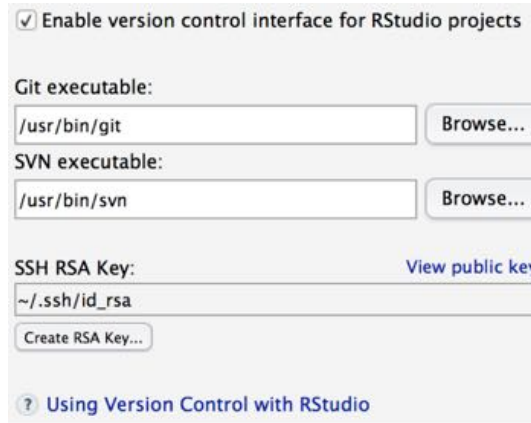 Enable version control interface for RStudio projects
Git executable:
/usr/bin/git Browse...
SVN executable:
/usr/bin/svn Browse...
SSH RSA Key: View public key
~/.ssh/id_rsa
Create RSA Key...
? Using Version Control with RStudio